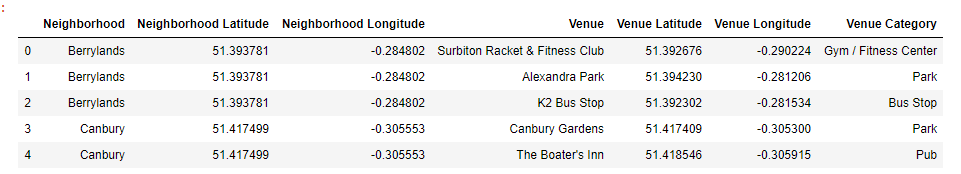 :
Neighborhood Neighborhood Latitude Neighborhood Longitude Venue Venue Latitude Venue Longitude Venue Category
0 Berrylands 51.393781 -0.284802 Surbiton Racket & Fitness Club 51.392676 -0.290224 Gym / Fitness Center
1 Berrylands 51.393781 -0.284802 Alexandra Park 51.394230 -0.281206 Park
2 Berrylands 51.393781 -0.284802 K2 Bus Stop 51.392302 -0.281534 Bus Stop
3 Canbury 51.417499 -0.305553 Canbury Gardens 51.417409 -0.305300 Park
4 Canbury 51.417499 -0.305553 The Boater's Inn 51.418546 -0.305915 Pub